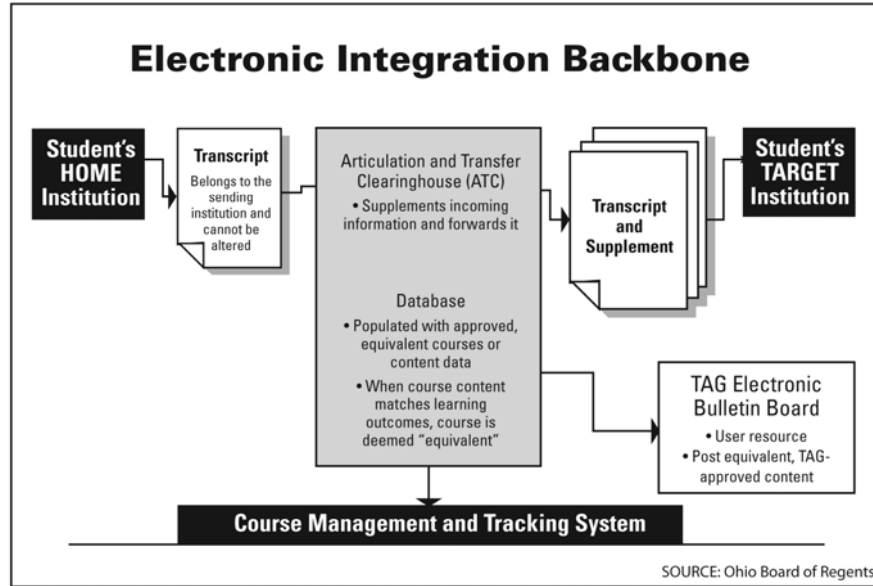 Electronic Integration Backbone
Student's
HOME
Institution
Transcript
Belongs to the
sending
institution and
cannot be
altered
Articulation and Transfer
Clearinghouse (ATC)
• Supplements incoming
information and forwards it
Database
• Populated with approved,
equivalent courses or
content data
• When course content
matches learning
outcomes, course is
deemed “equivalent”
Transcript
and
Supplement
Student's
TARGET
Institution
TAG Electronic
Bulletin Board
• User resource
• Post equivalent, TAG-
approved content
Course Management and Tracking System
SOURCE: Ohio Board of Regents